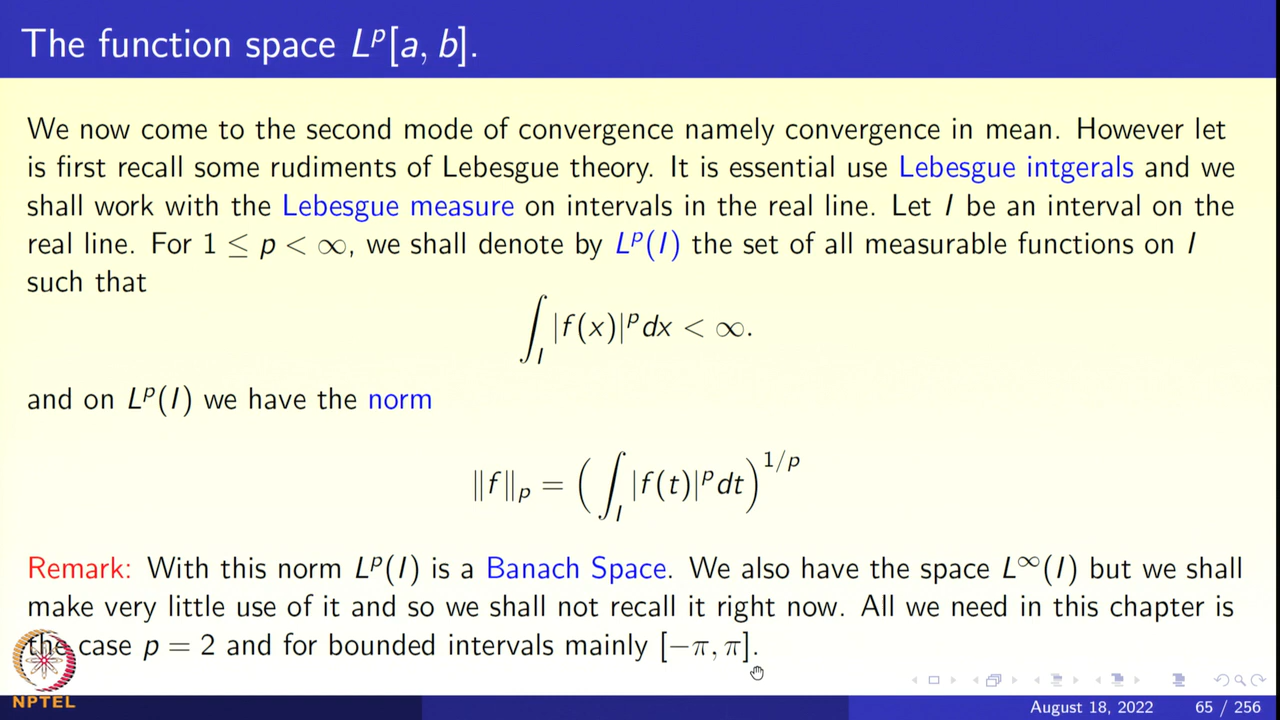 The function space Lᵖ[a, b].
We now come to the second mode of convergence namely convergence in mean. However let
is first recall some rudiments of Lebesgue theory. It is essential use Lebesgue intgerals and we
shall work with the Lebesgue measure on intervals in the real line. Let I be an interval on the
real line. For 1 ≤ p < ∞, we shall denote by Lᵖ(I) the set of all measurable functions on I
such that
∫_I |f(x)|ᵖdx < ∞.
and on Lᵖ(I) we have the norm
‖f‖_p = (∫_I |f(t)|ᵖdt)^{1/p}
Remark: With this norm Lᵖ(I) is a Banach Space. We also have the space L^∞(I) but we shall
make very little use of it and so we shall not recall it right now. All we need in this chapter is
the case p = 2 and for bounded intervals mainly [−π, π].
NPTEL
August 18, 2022 65 / 256